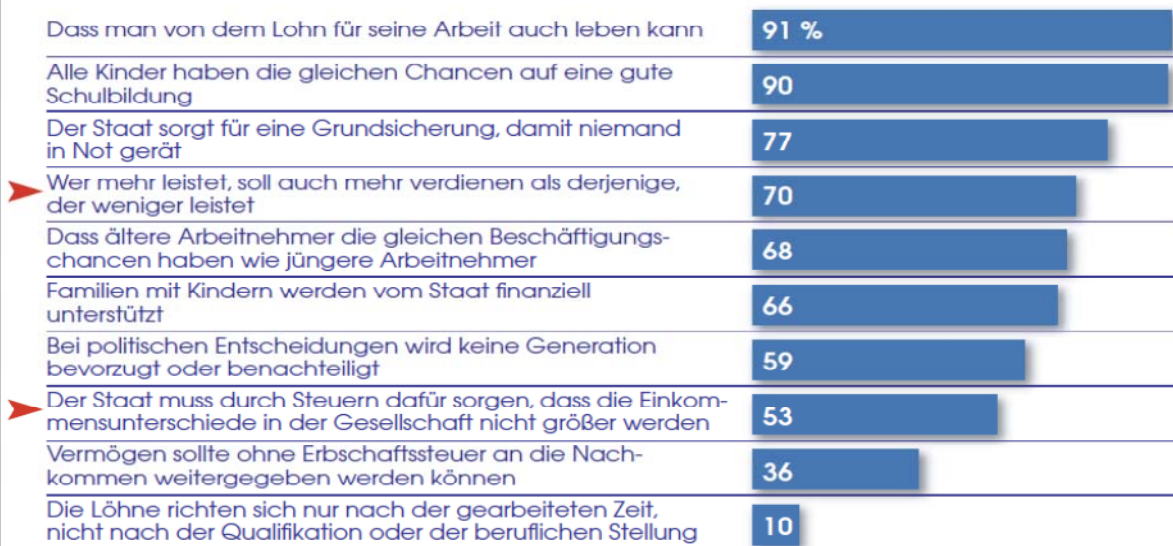 Dass man von dem Lohn für seine Arbeit auch leben kann 91 %
Alle Kinder haben die gleichen Chancen auf eine gute
Schulbildung
90
Der Staat sorgt für eine Grundsicherung, damit niemand
in Not gerät
77
Wer mehr leistet, soll auch mehr verdienen als derjenige,
der weniger leistet
70
Dass ältere Arbeitnehmer die gleichen Beschäftigungs-
chancen haben wie jüngere Arbeitnehmer
68
Familien mit Kindern werden vom Staat finanziell
unterstützt
66
Bei politischen Entscheidungen wird keine Generation
bevorzugt oder benachteiligt
59
Der Staat muss durch Steuern dafür sorgen, dass die Einkom-
mensunterschiede in der Gesellschaft nicht größer werden
53
Vermögen sollte ohne Erbschaftssteuer an die Nach-
kommen weitergegeben werden können
36
Die Löhne richten sich nur nach der gearbeiteten Zeit,
nicht nach der Qualifikation oder der beruflichen Stellung
10